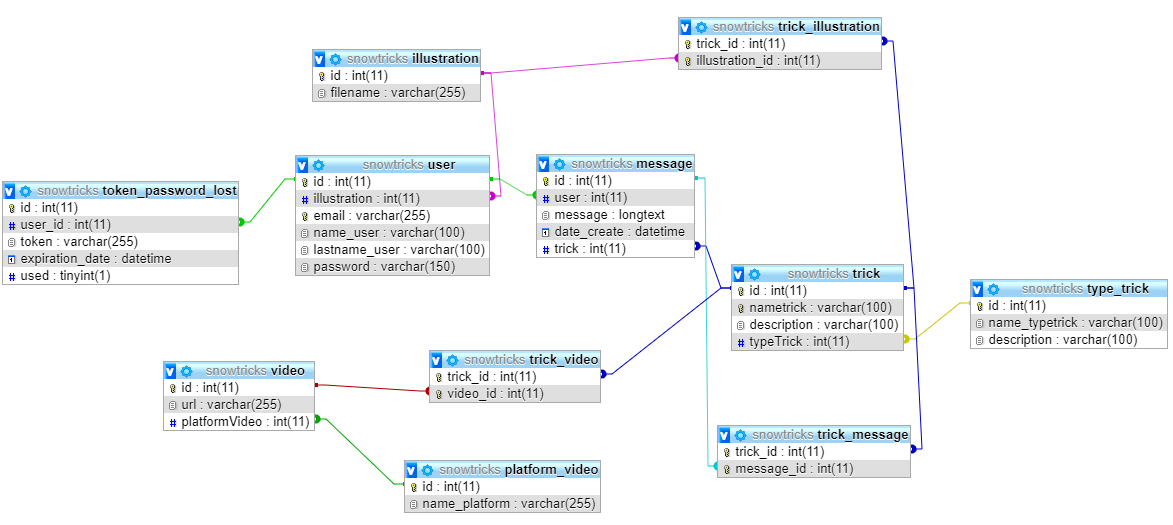 snowtricks trick_illustration
trick_id : int(11)
illustration_id : int(11)
snowtricks illustration
id : int(11)
filename : varchar(255)
snowtricks user
id : int(11)
illustration : int(11)
email : varchar(255)
name_user : varchar(100)
lastname_user : varchar(100)
password : varchar(150)
snowtricks message
id : int(11)
user : int(11)
message : longtext
date_create : datetime
trick : int(11)
snowtricks token_password_lost
id : int(11)
user_id : int(11)
token : varchar(255)
expiration_date : datetime
used : tinyint(1)
snowtricks trick
id : int(11)
nametrick : varchar(100)
description : varchar(100)
typeTrick : int(11)
snowtricks type_trick
id : int(11)
name_typetrick : varchar(100)
description : varchar(100)
snowtricks video
id : int(11)
url : varchar(255)
platformVideo : int(11)
snowtricks trick_video
trick_id : int(11)
video_id : int(11)
snowtricks trick_message
trick_id : int(11)
message_id : int(11)
snowtricks platform_video
id : int(11)
name_platform : varchar(255)